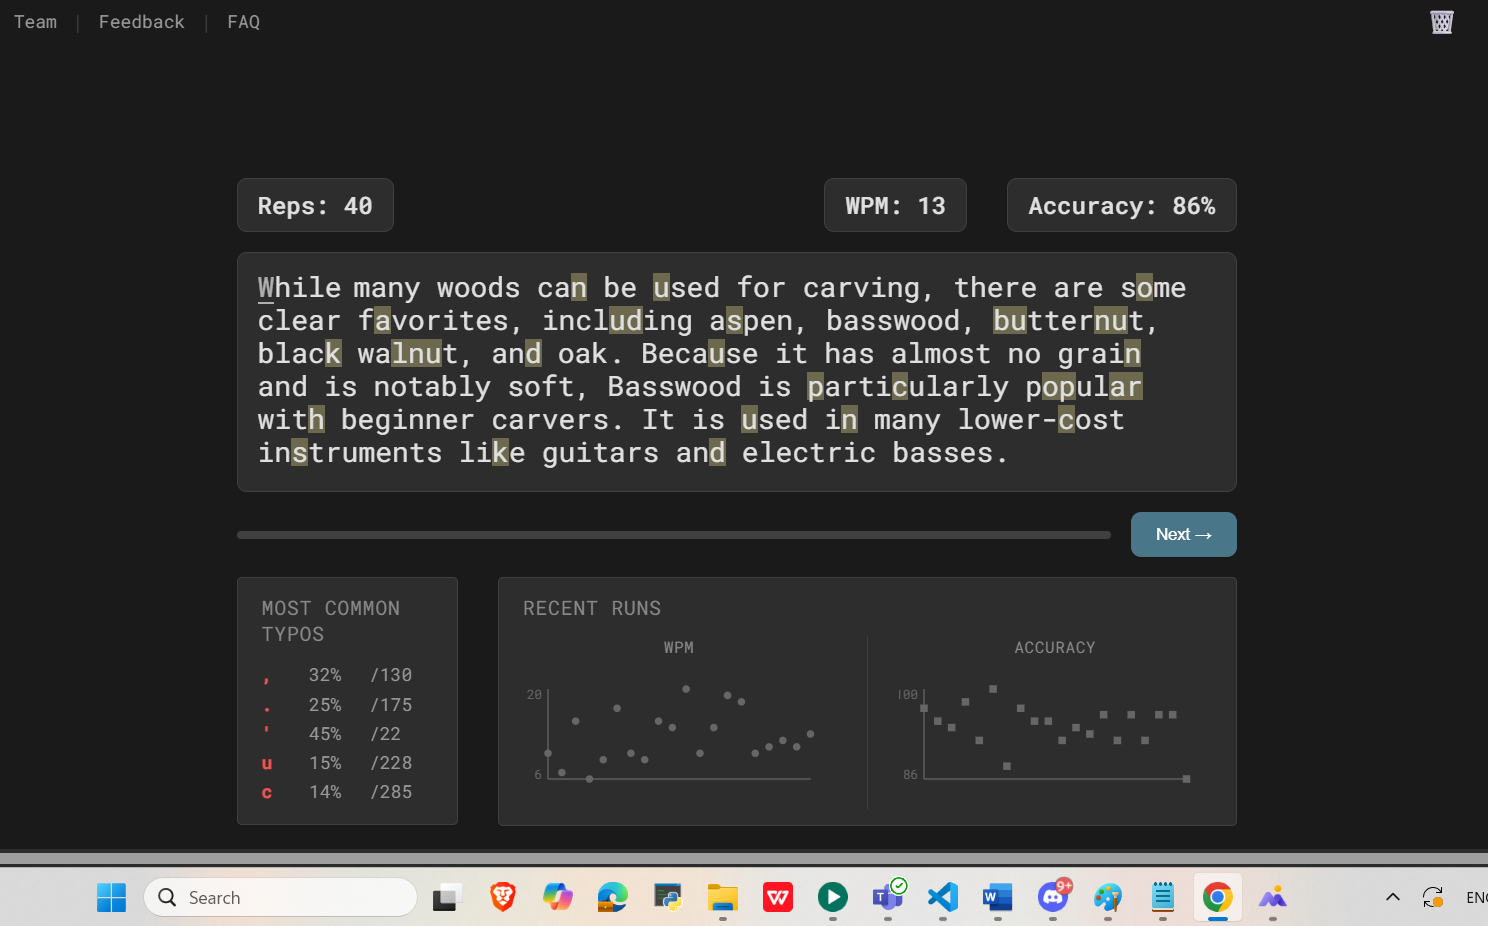 Team | Feedback | FAQ
Reps: 40
WPM: 13
Accuracy: 86%
While many woods can be used for carving, there are some
clear favorites, including aspen, basswood, butternut,
black walnut, and oak. Because it has almost no grain
and is notably soft, Basswood is particularly popular
with beginner carvers. It is used in many lower-cost
instruments like guitars and electric basses.
Next →
MOST COMMON
TYPOS
, 32% /130
. 25% /175
' 45% /22
u 15% /228
c 14% /285
RECENT RUNS
WPM
20
6
ACCURACY
100
86
Search
9+
ENG